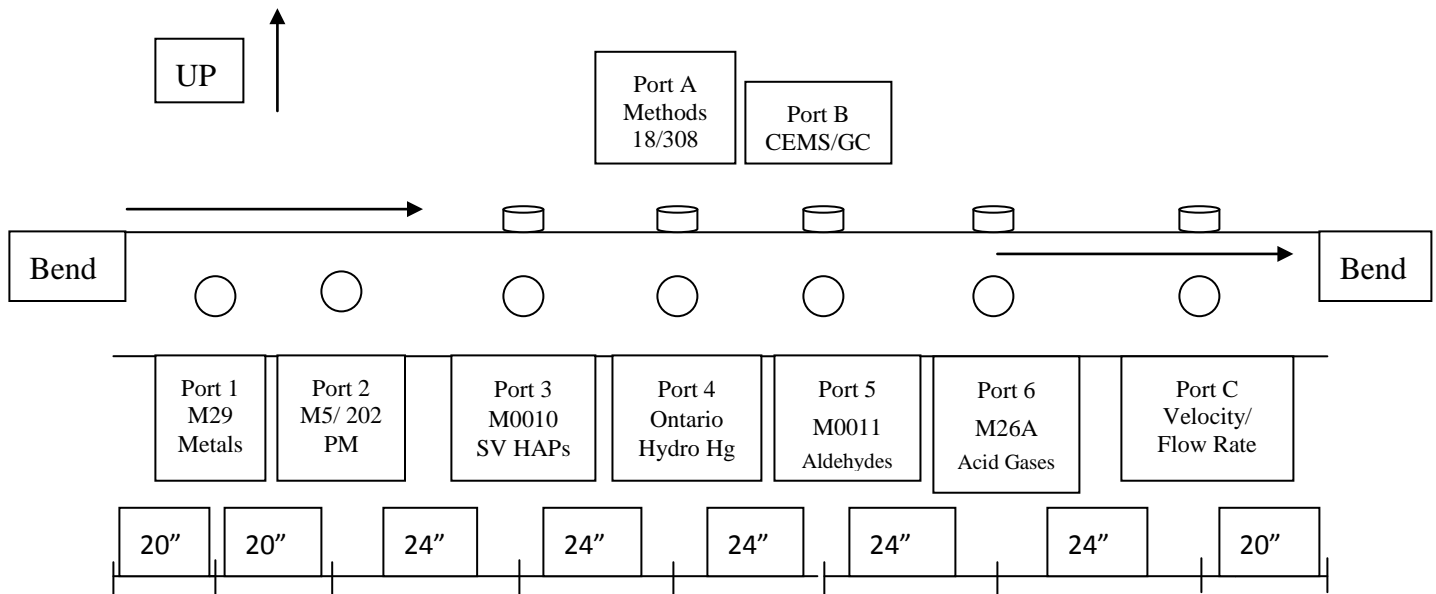 UP
Port A
Methods
18/308
Port B
CEMS/GC
Bend
Bend
Port 1
M29
Metals
Port 2
M5/ 202
PM
Port 3
M0010
SV HAPs
Port 4
Ontario
Hydro Hg
Port 5
M0011
Aldehydes
Port 6
M26A
Acid Gases
Port C
Velocity/
Flow Rate
20”
20”
24”
24”
24”
24”
24”
20”